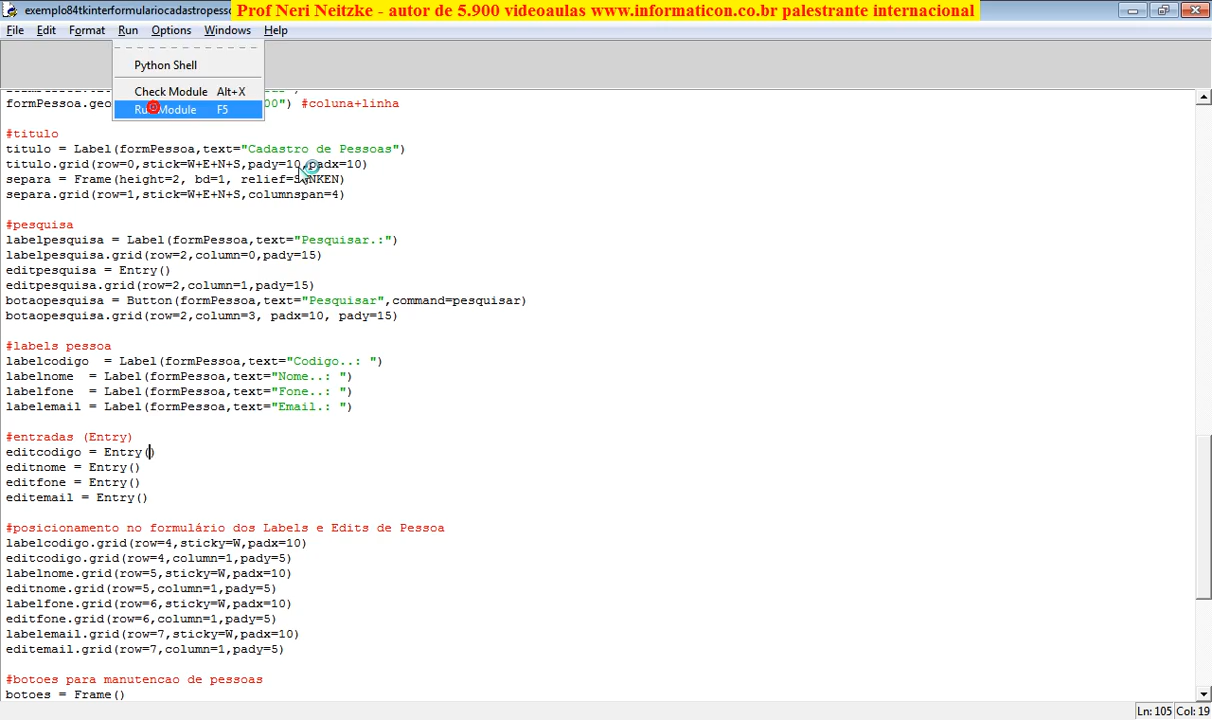 exemplo84tkinterformulariocadastropesso
Prof Neri Neitzke - autor de 5.900 videoaulas www.informaticon.co.br palestrante internacional
File Edit Format Run Options Windows Help
Python Shell
Check Module Alt+X
Run Module F5
formPessoa.geo 00") #coluna+linha
#titulo
titulo = Label(formPessoa,text="Cadastro de Pessoas")
titulo.grid(row=0,stick=W+E+N+S,pady=10,padx=10)
separa = Frame(height=2, bd=1, relief=SUNKEN)
separa.grid(row=1,stick=W+E+N+S,columnspan=4)
#pesquisa
labelpesquisa = Label(formPessoa,text="Pesquisar.:")
labelpesquisa.grid(row=2,column=0,pady=15)
editpesquisa = Entry()
editpesquisa.grid(row=2,column=1,pady=15)
botaopesquisa = Button(formPessoa,text="Pesquisar",command=pesquisar)
botaopesquisa.grid(row=2,column=3, padx=10, pady=15)
#labels pessoa
labelcodigo  = Label(formPessoa,text="Codigo..: ")
labelnome  = Label(formPessoa,text="Nome..: ")
labelfone  = Label(formPessoa,text="Fone..: ")
labelemail = Label(formPessoa,text="Email.: ")
#entradas (Entry)
editcodigo = Entry()
editnome = Entry()
editfone = Entry()
editemail = Entry()
#posicionamento no formulário dos Labels e Edits de Pessoa
labelcodigo.grid(row=4,sticky=W,padx=10)
editcodigo.grid(row=4,column=1,pady=5)
labelnome.grid(row=5,sticky=W,padx=10)
editnome.grid(row=5,column=1,pady=5)
labelfone.grid(row=6,sticky=W,padx=10)
editfone.grid(row=6,column=1,pady=5)
labelemail.grid(row=7,sticky=W,padx=10)
editemail.grid(row=7,column=1,pady=5)
#botoes para manutencao de pessoas
botoes = Frame()
Ln: 105 Col: 19